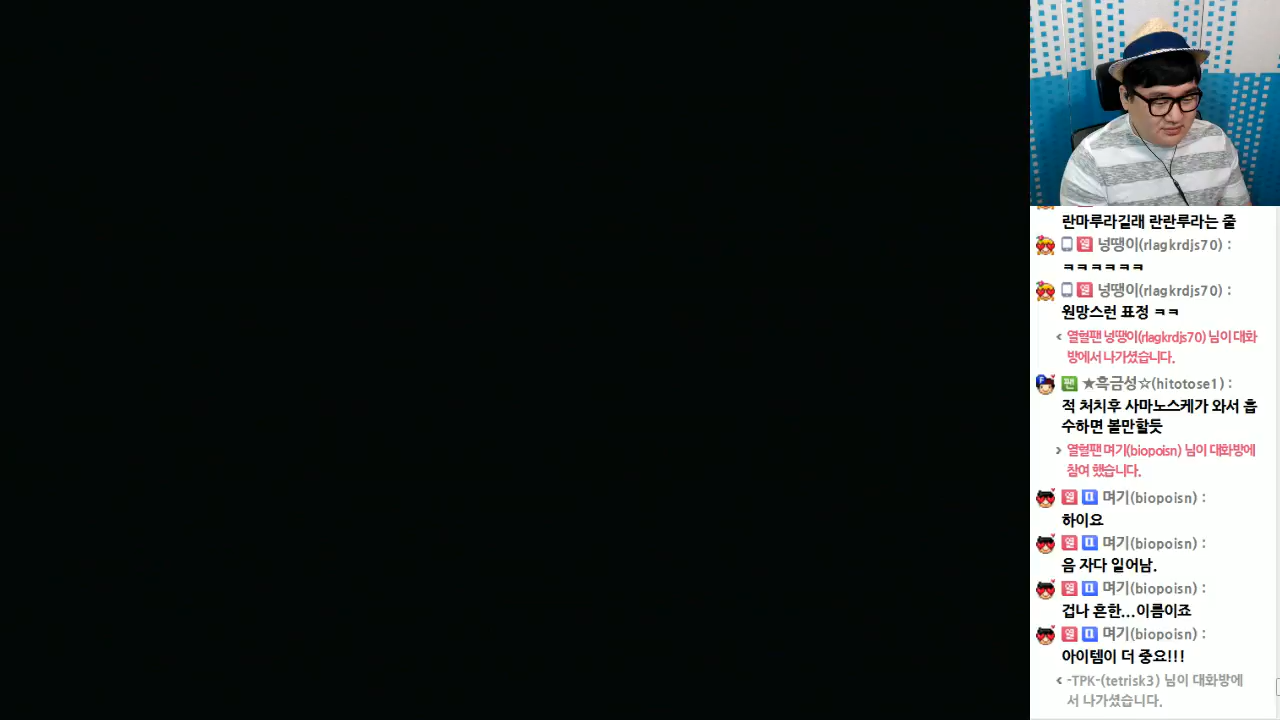 란마루라길래 란란루라는 줄
열 넝땡이(rlagkrdjs70) :
ㅋㅋㅋㅋㅋㅋ
열 넝땡이(rlagkrdjs70) :
원망스런 표정 ㅋㅋ
열혈팬 넝땡이(rlagkrdjs70) 님이 대화
방에서 나가셨습니다.
팬 ★흑금성☆(hitotose1) :
적 처치후 사마노스케가 와서 흡
수하면 볼만할듯
열혈팬 며기(biopoisn) 님이 대화방에
참여 했습니다.
열 며기(biopoisn) :
하이요
열 며기(biopoisn) :
음 자다 일어남.
열 며기(biopoisn) :
겁나 흔한...이름이죠
열 며기(biopoisn) :
아이템이 더 중요!!!
-TPK-(tetrisk3) 님이 대화방에
서 나가셨습니다.